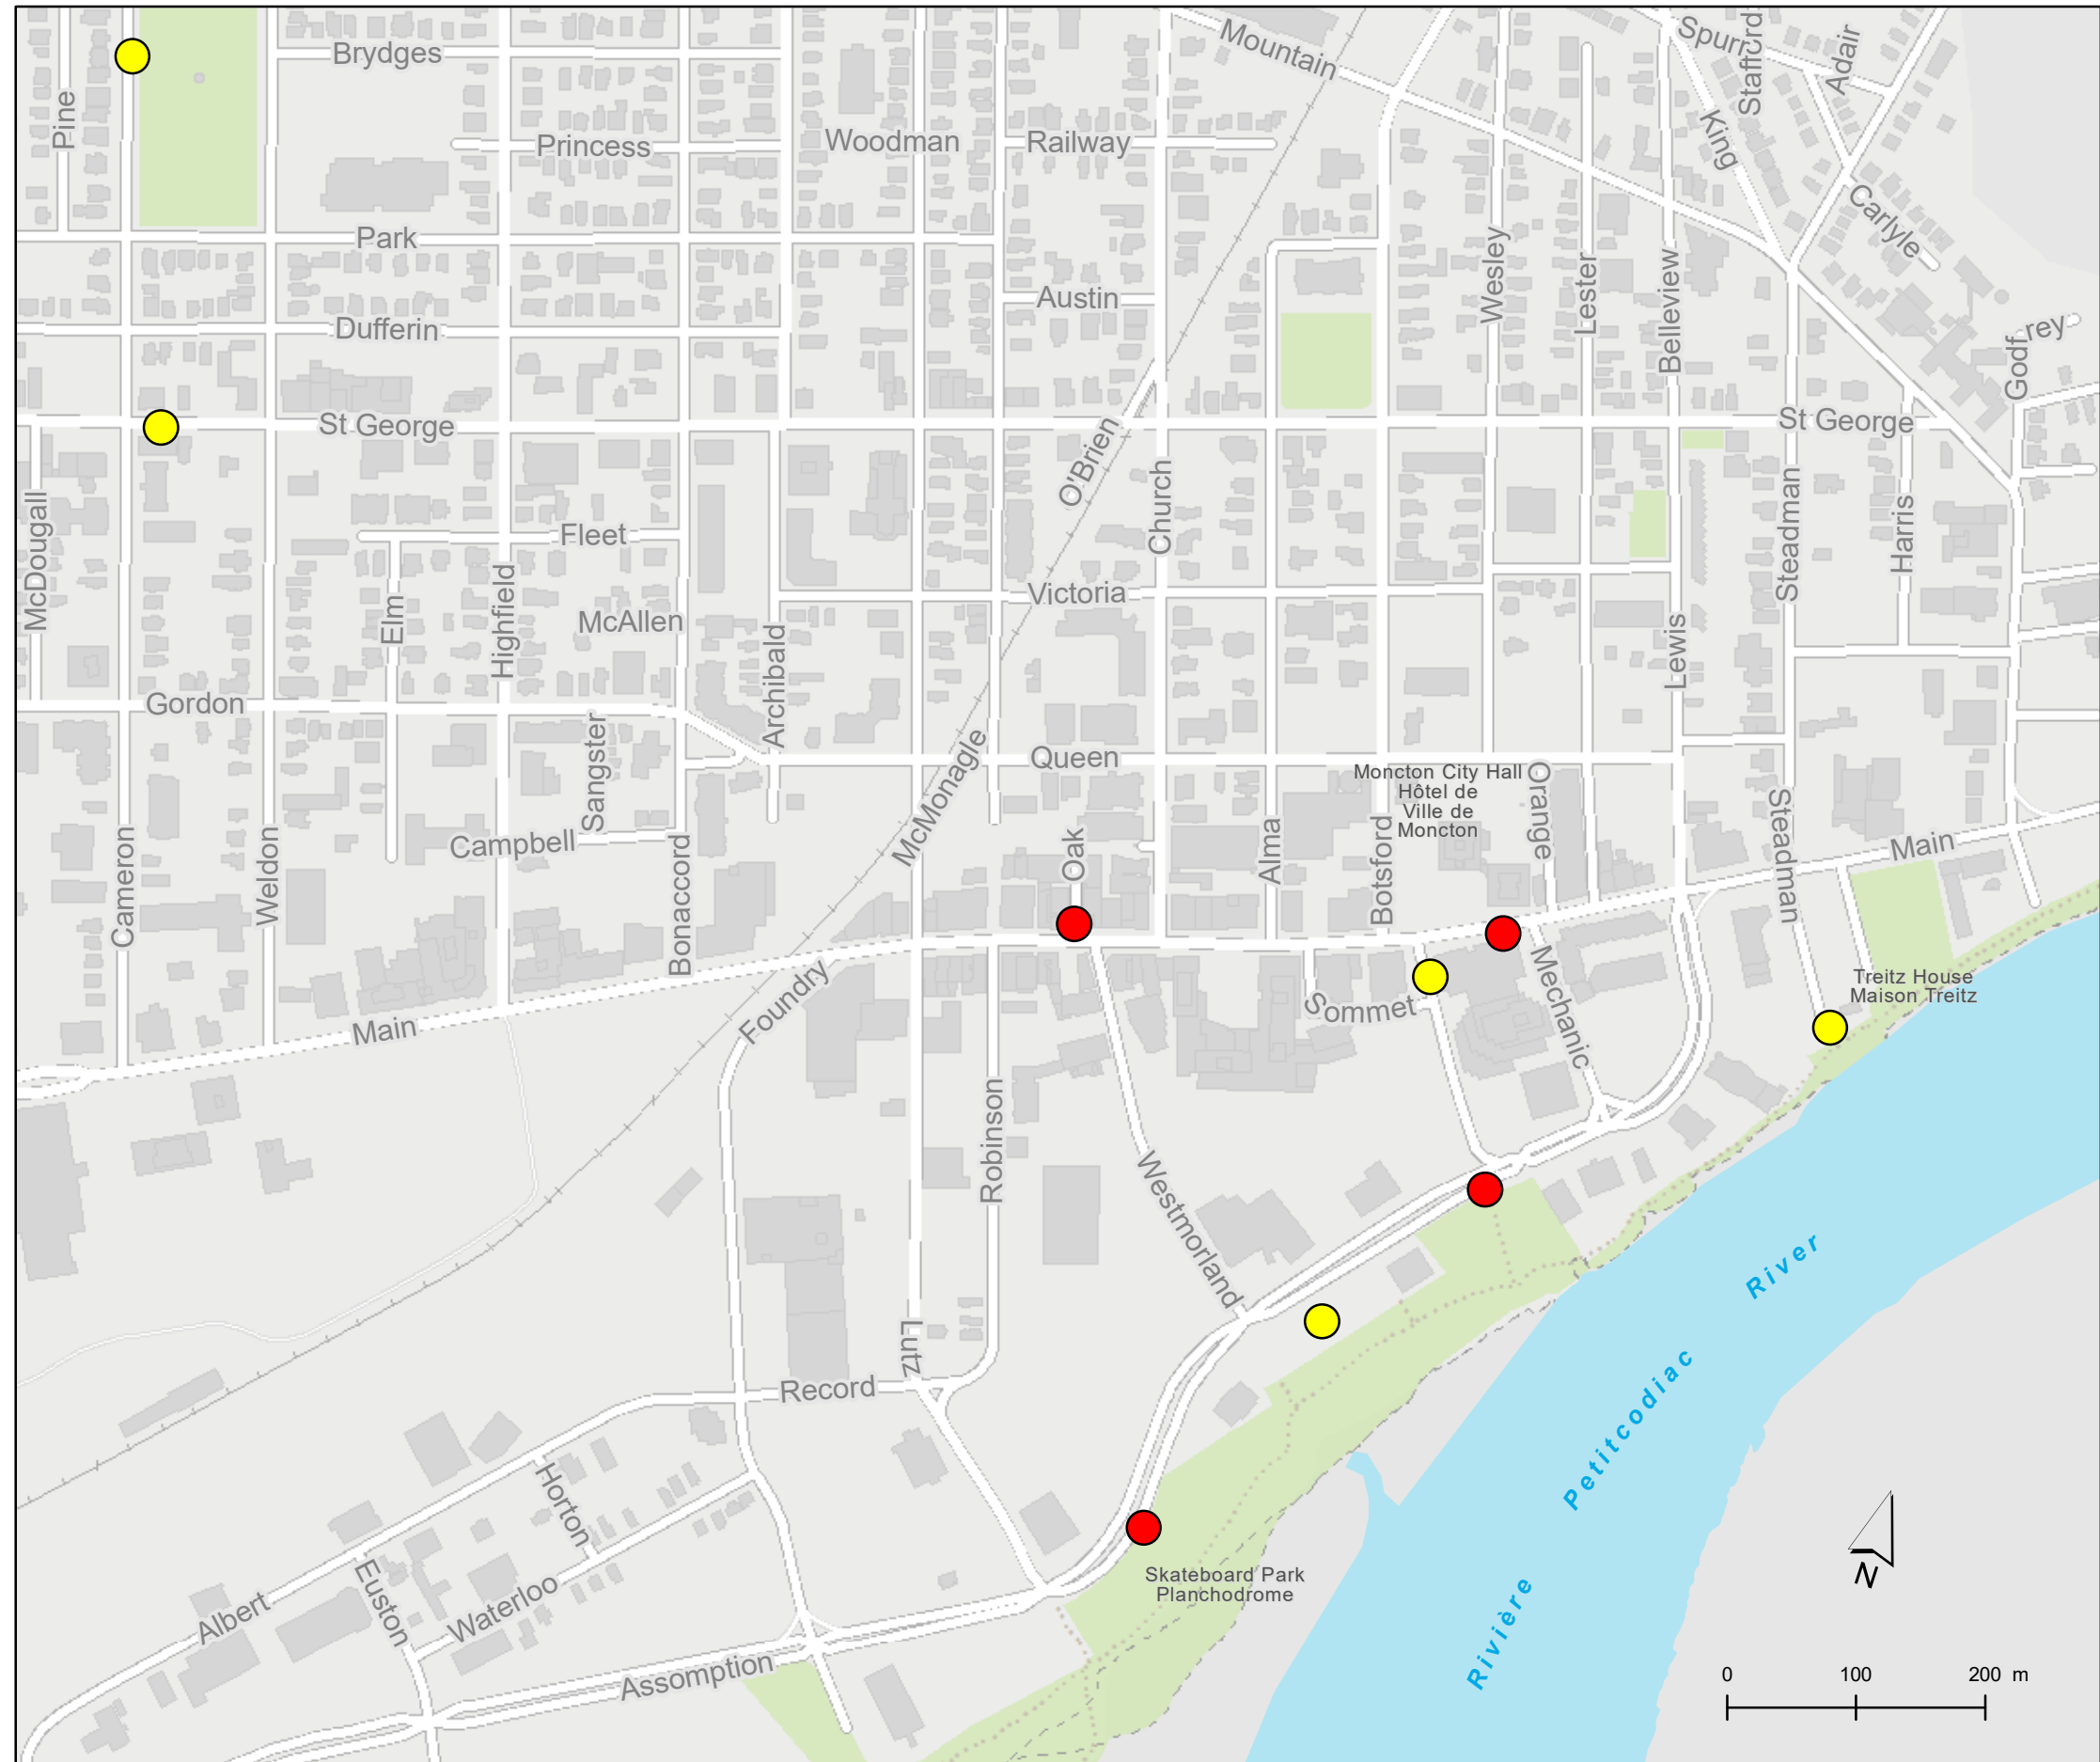 Brydges
Mountain
Spurr
Stafford
Adair
Pine
Princess
Woodman
Railway
King
Carlyle
Park
Austin
Wesley
Lester
Belleview
Dufferin
Godfrey
St George
St George
O'Brien
Church
McDougall
Fleet
Steadman
Harris
Highfield
Elm
McAllen
Victoria
Archibald
Lewis
Gordon
Sangster
McMonagle
Queen
Moncton City Hall
Hôtel de
Ville de
Moncton
Orange
Steadman
Campbell
Cameron
Weldon
Bonaccord
Oak
Alma
Botsford
Main
Foundry
Main
Sommet
Mechanic
Treitz House
Maison Treitz
Robinson
Westmorland
Lutz
Record
River
Petitcodiac
Rivière
Horton
Euston
Waterloo
Albert
Assomption
Skateboard Park
Planchodrome
N
0 100 200 m